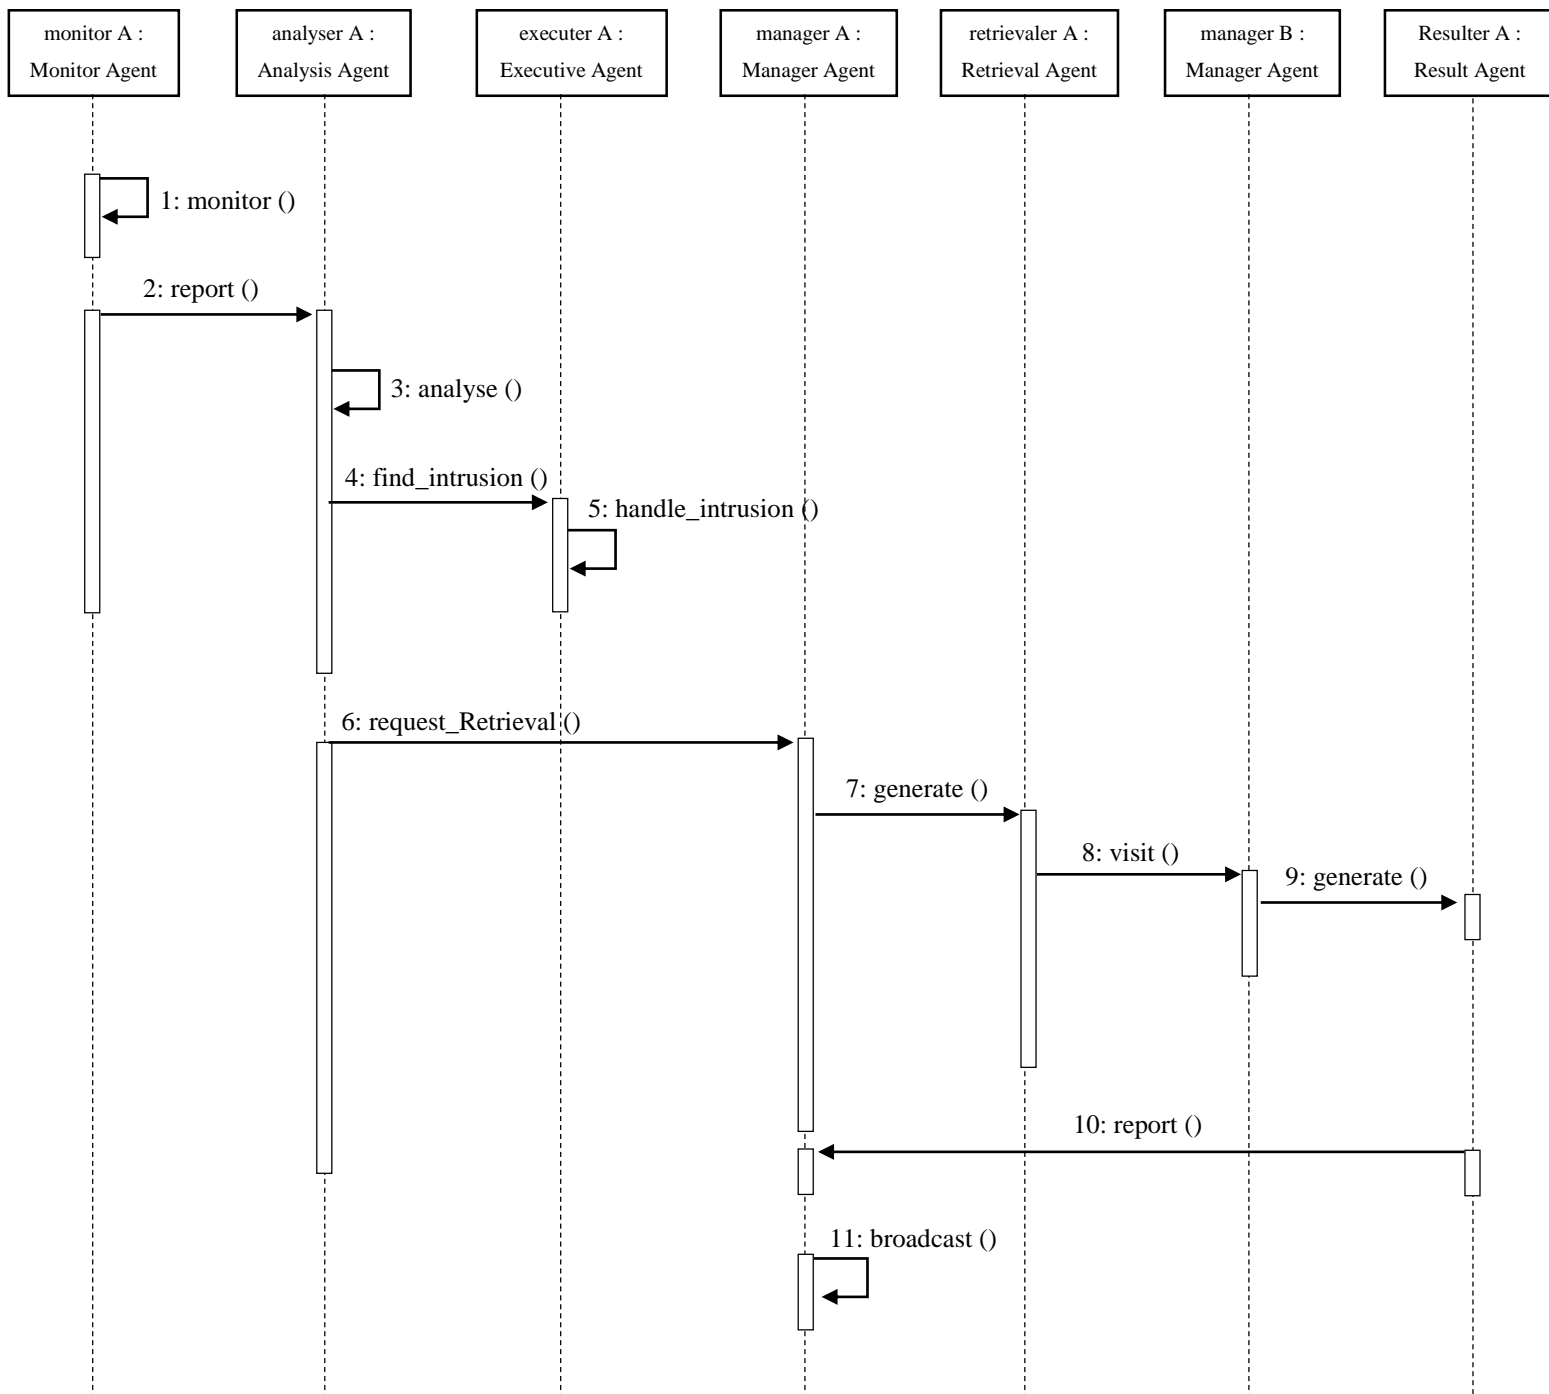 monitor A :
Monitor Agent
analyser A :
Analysis Agent
executer A :
Executive Agent
manager A :
Manager Agent
retrievaler A :
Retrieval Agent
manager B :
Manager Agent
Resulter A :
Result Agent
1: monitor ()
2: report ()
3: analyse ()
4: find_intrusion ()
5: handle_intrusion ()
6: request_Retrieval ()
7: generate ()
8: visit ()
9: generate ()
10: report ()
11: broadcast ()